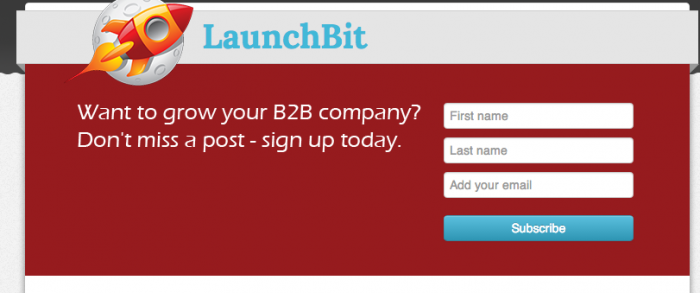 LaunchBit
Want to grow your B2B company?
Don't miss a post - sign up today.
First name
Last name
Add your email
Subscribe